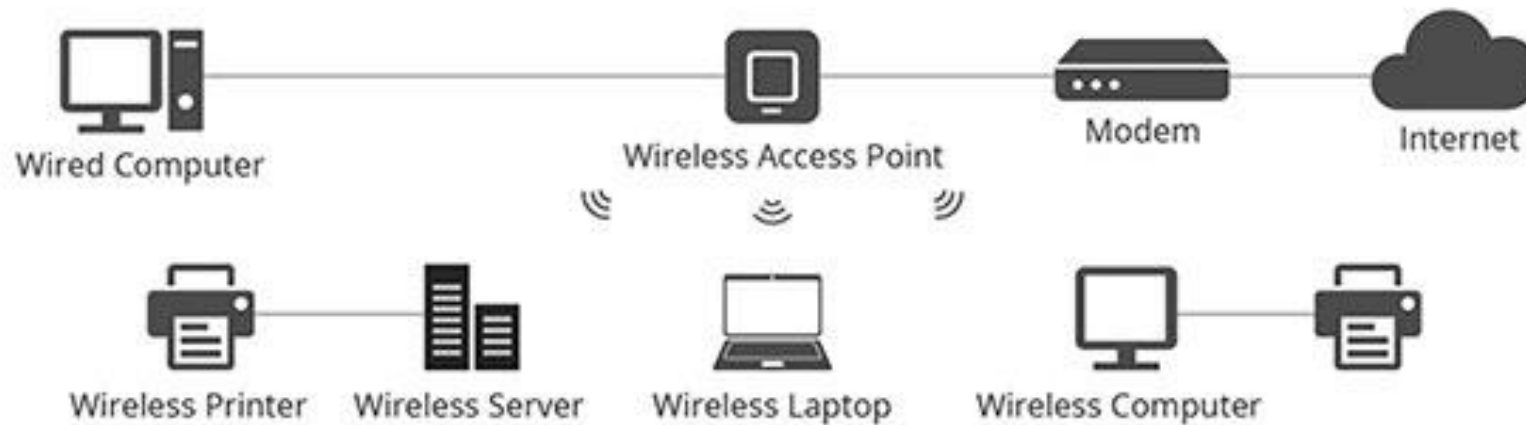 Wired Computer
Wireless Access Point
Modem
Internet
Wireless Printer
Wireless Server
Wireless Laptop
Wireless Computer